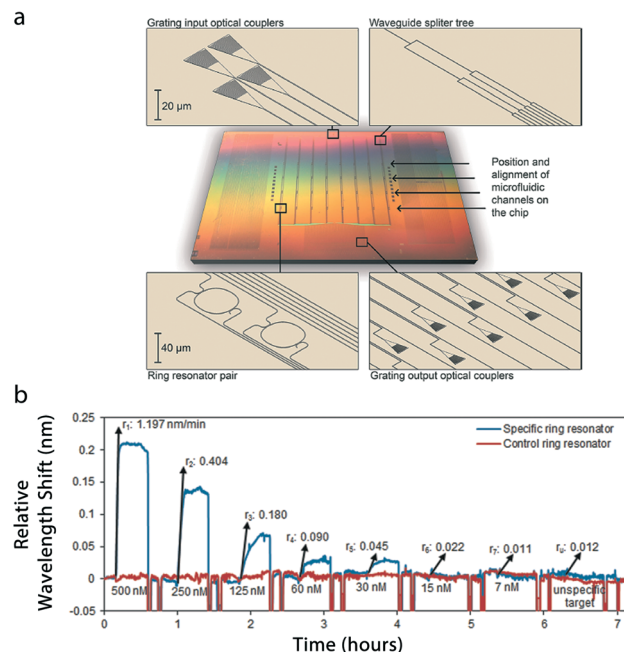 a
Grating input optical couplers
Waveguide spliter tree
20 µm
Position and
alignment of
microfluidic
channels on
the chip
40 µm
Ring resonator pair
Grating output optical couplers
b
Relative
Wavelength Shift (nm)
0.25
0.2
0.15
0.1
0.05
0
-0.05
r₁: 1.197 nm/min
r₂: 0.404
r₃: 0.180
r₄: 0.090
r₅: 0.045
r₆: 0.022
r₇: 0.011
rᵤ: 0.012
Specific ring resonator
Control ring resonator
500 nM
250 nM
125 nM
60 nM
30 nM
15 nM
7 nM
unspecific
target
0
1
2
3
4
5
6
7
Time (hours)